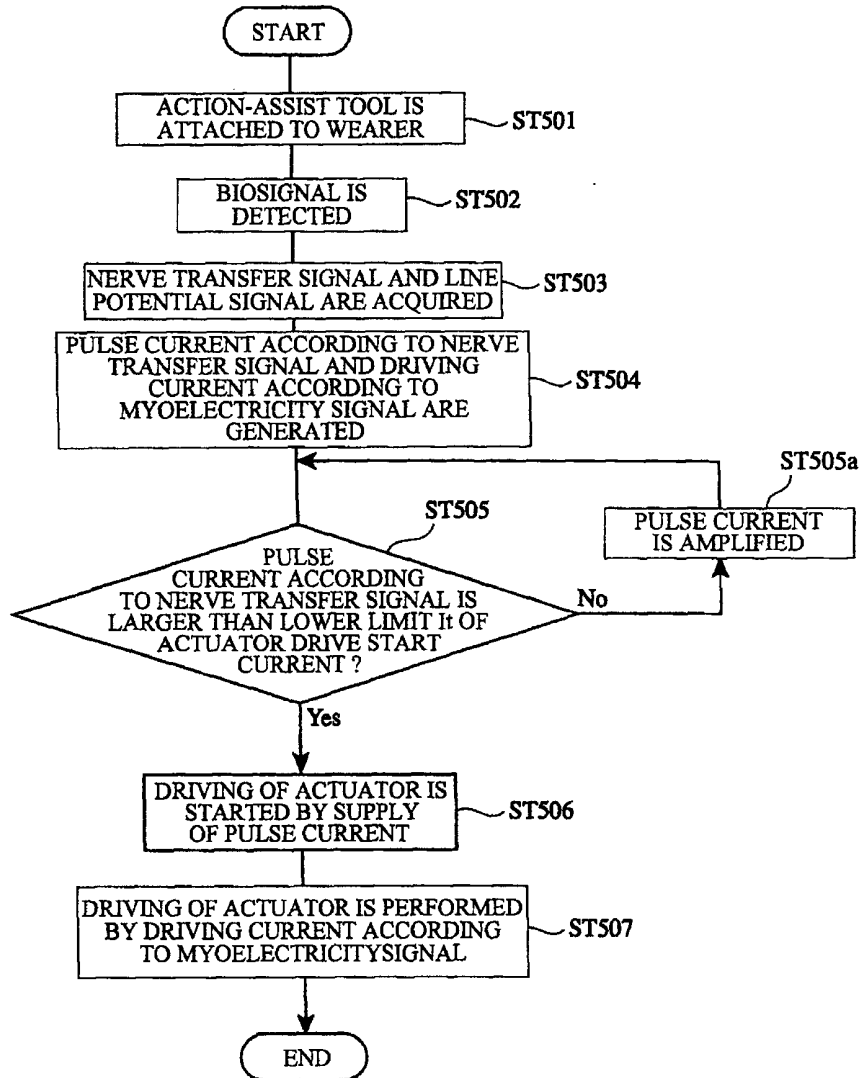 START
ACTION-ASSIST TOOL IS
ATTACHED TO WEARER
ST501
BIOSIGNAL IS
DETECTED
ST502
NERVE TRANSFER SIGNAL AND LINE
POTENTIAL SIGNAL ARE ACQUIRED
ST503
PULSE CURRENT ACCORDING TO NERVE
TRANSFER SIGNAL AND DRIVING
CURRENT ACCORDING TO
MYOELECTRICITY SIGNAL ARE
GENERATED
ST504
ST505a
PULSE CURRENT
IS AMPLIFIED
ST505
PULSE
CURRENT ACCORDING
TO NERVE TRANSFER SIGNAL IS
LARGER THAN LOWER LIMIT It OF
ACTUATOR DRIVE START
CURRENT ?
No
Yes
DRIVING OF ACTUATOR IS
STARTED BY SUPPLY
OF PULSE CURRENT
ST506
DRIVING OF ACTUATOR IS PERFORMED
BY DRIVING CURRENT ACCORDING
TO MYOELECTRICITYSIGNAL
ST507
END